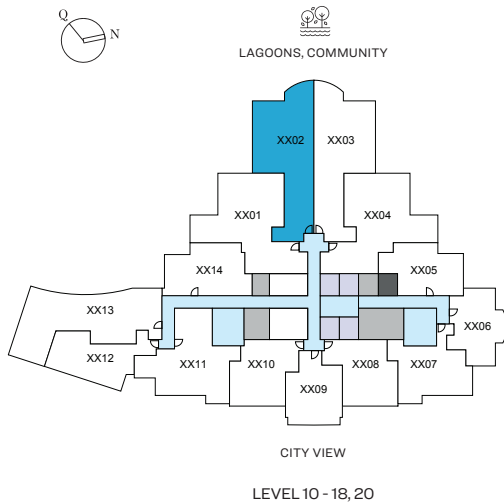 Q
N
LAGOONS, COMMUNITY
XX02
XX03
XX01
XX04
XX14
XX05
XX13
XX06
XX12
XX11
XX10
XX08
XX07
XX09
CITY VIEW
LEVEL 10 - 18, 20